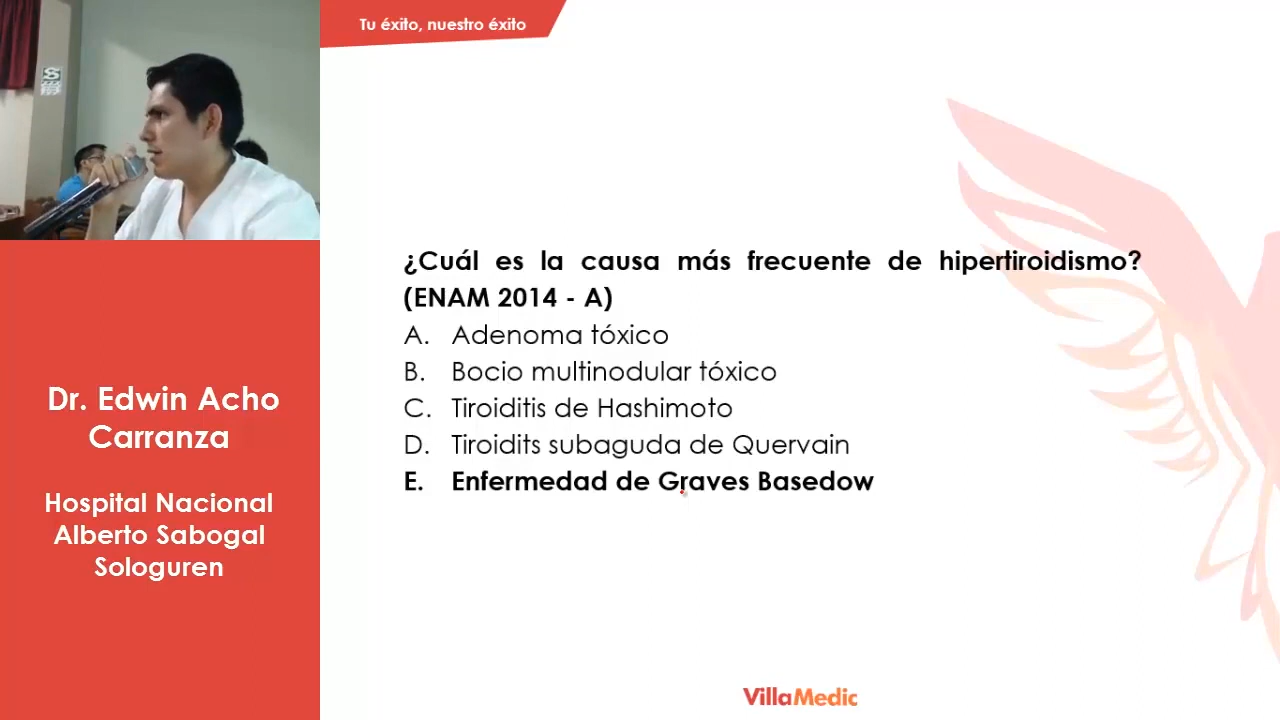 Tu éxito, nuestro éxito
Dr. Edwin Acho
Carranza
Hospital Nacional
Alberto Sabogal
Sologuren
¿Cuál es la causa más frecuente de hipertiroidismo?
(ENAM 2014 - A)
A. Adenoma tóxico
B. Bocio multinodular tóxico
C. Tiroiditis de Hashimoto
D. Tiroidits subaguda de Quervain
E. Enfermedad de Graves Basedow
VillaMedic